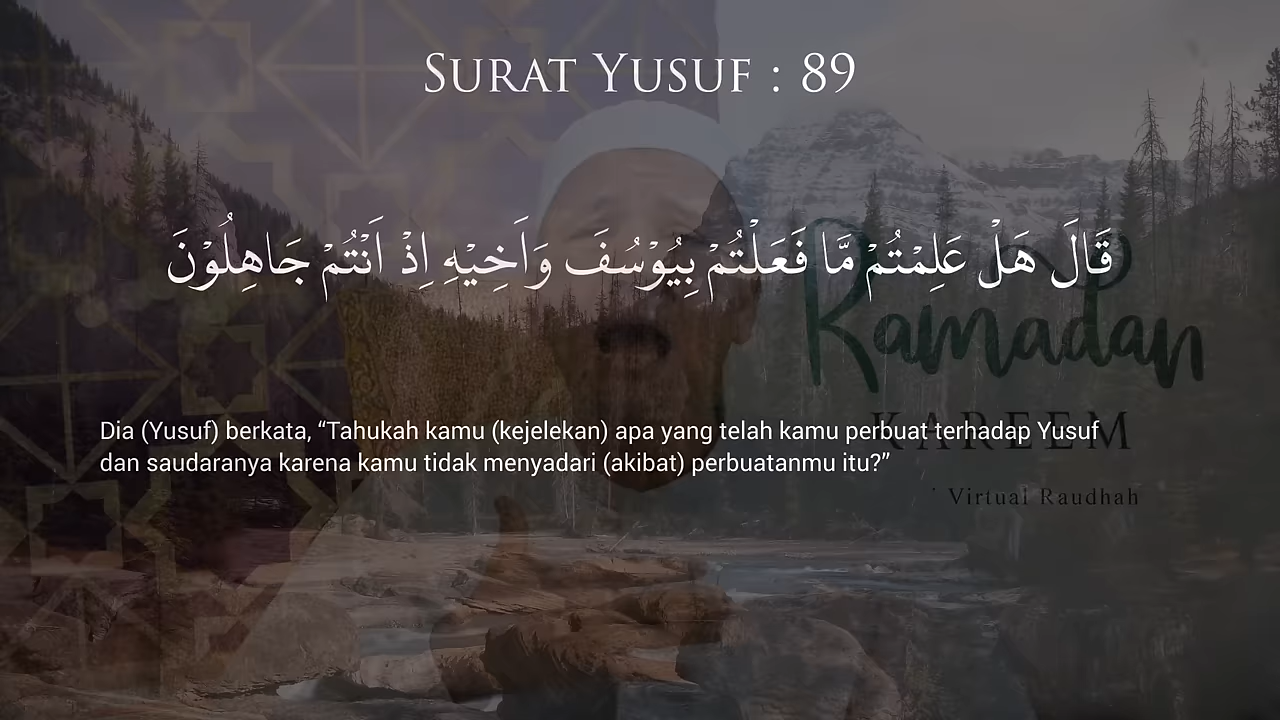 SURAT YUSUF : 89
قَالَ هَلْ عَلِمْتُمْ مَّا فَعَلْتُمْ بِيُوْسُفَ وَاَخِيْهِ اِذْ اَنْتُمْ جَاهِلُوْنَ
Dia (Yusuf) berkata, “Tahukah kamu (kejelekan) apa yang telah kamu perbuat terhadap Yusuf
dan saudaranya karena kamu tidak menyadari (akibat) perbuatanmu itu?”
Ramadan
KAREEM
Virtual Raudhah